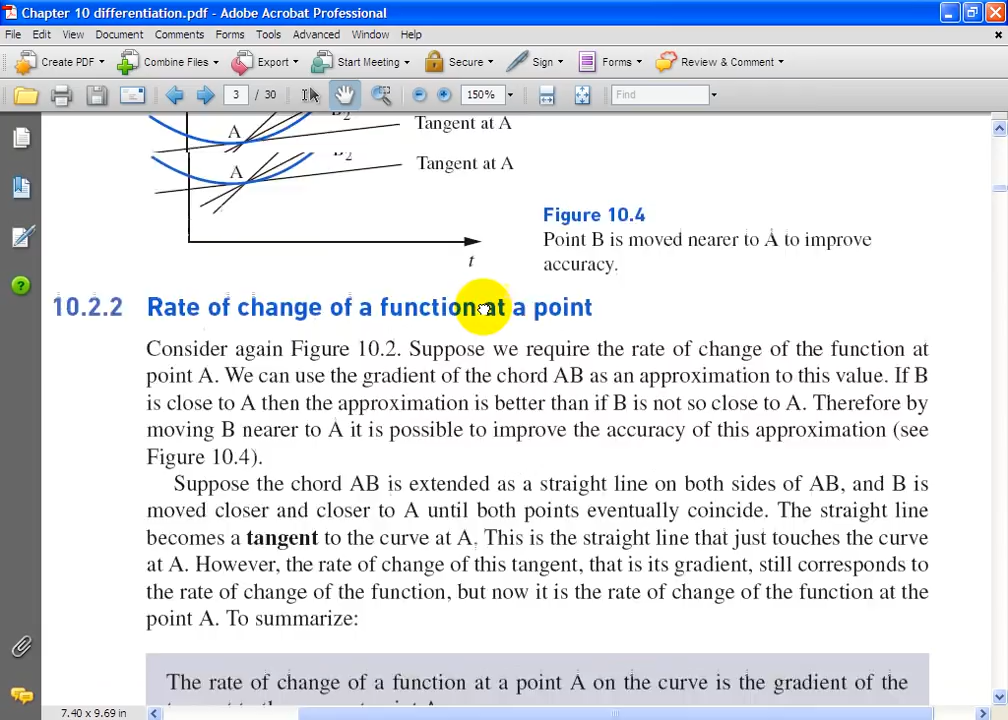 Chapter 10 differentiation.pdf - Adobe Acrobat Professional
File Edit View Document Comments Forms Tools Advanced Window Help
Create PDF Combine Files Export Start Meeting Secure Sign Forms Review & Comment
3 / 30 150% Find
A B2 Tangent at A
A B2 Tangent at A
Figure 10.4
Point B is moved nearer to A to improve
accuracy.
t
10.2.2 Rate of change of a function at a point
Consider again Figure 10.2. Suppose we require the rate of change of the function at
point A. We can use the gradient of the chord AB as an approximation to this value. If B
is close to A then the approximation is better than if B is not so close to A. Therefore by
moving B nearer to A it is possible to improve the accuracy of this approximation (see
Figure 10.4).
Suppose the chord AB is extended as a straight line on both sides of AB, and B is
moved closer and closer to A until both points eventually coincide. The straight line
becomes a tangent to the curve at A. This is the straight line that just touches the curve
at A. However, the rate of change of this tangent, that is its gradient, still corresponds to
the rate of change of the function, but now it is the rate of change of the function at the
point A. To summarize:
The rate of change of a function at a point A on the curve is the gradient of the
7.40 x 9.69 in